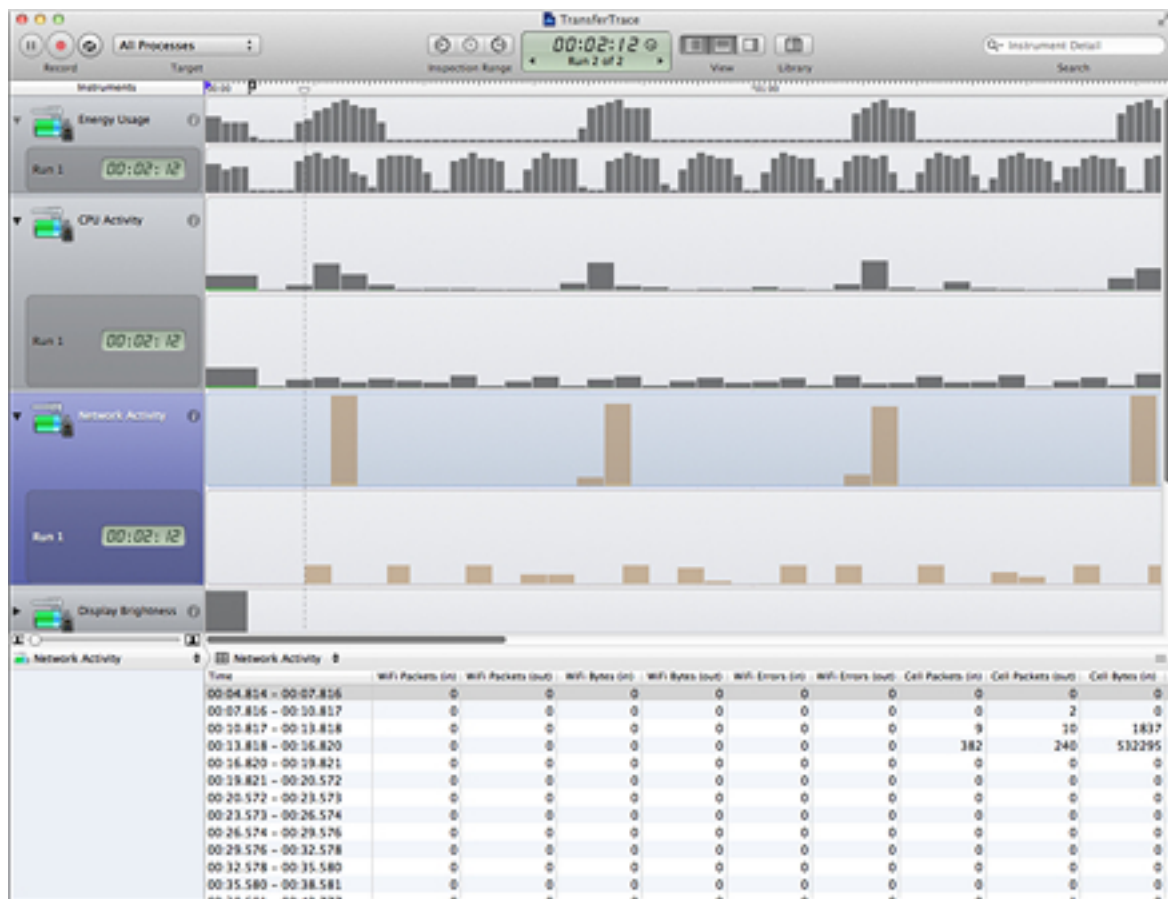 TransferTrace
All Processes
00:02:12
Run 2 of 2
Instrument Detail
Record Target Inspection Range View Library Search
Instruments
00:00
Energy Usage
Run 1 00:02:12
CPU Activity
Run 1 00:02:12
Network Activity
Run 1 00:02:12
Display Brightness
Network Activity Network Activity
Time WiFi Packets (in) WiFi Packets (out) WiFi Bytes (in) WiFi Bytes (out) WiFi Errors (in) WiFi Errors (out) Cell Packets (in) Cell Packets (out) Cell Bytes (in)
00:04.814 - 00:07.816 0 0 0 0 0 0 0 0 0
00:07.816 - 00:10.817 0 0 0 0 0 0 0 2 0
00:10.817 - 00:13.818 0 0 0 0 0 0 9 10 1837
00:13.818 - 00:16.820 0 0 0 0 0 0 382 240 532295
00:16.820 - 00:19.821 0 0 0 0 0 0 0 0 0
00:19.821 - 00:20.572 0 0 0 0 0 0 0 0 0
00:20.572 - 00:23.573 0 0 0 0 0 0 0 0 0
00:23.573 - 00:26.574 0 0 0 0 0 0 0 0 0
00:26.574 - 00:29.576 0 0 0 0 0 0 0 0 0
00:29.576 - 00:32.578 0 0 0 0 0 0 0 0 0
00:32.578 - 00:35.580 0 0 0 0 0 0 0 0 0
00:35.580 - 00:38.581 0 0 0 0 0 0 0 0 0